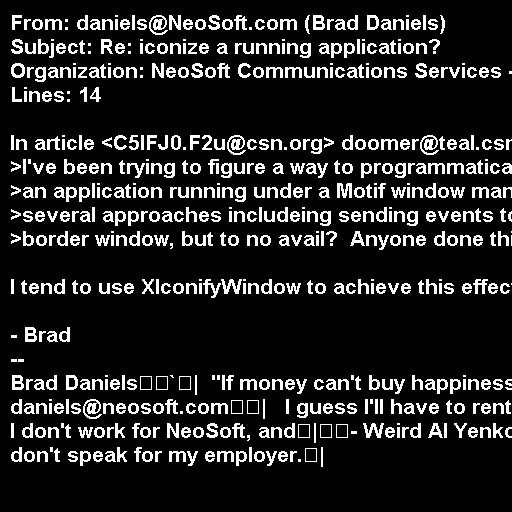 From: daniels@NeoSoft.com (Brad Daniels)
Subject: Re: iconize a running application?
Organization: NeoSoft Communications Services -
Lines: 14

In article <C5IFJ0.F2u@csn.org> doomer@teal.csn
>I've been trying to figure a way to programmatica
>an application running under a Motif window man
>several approaches includeing sending events to
>border window, but to no avail?  Anyone done thi

I tend to use XIconifyWindow to achieve this effec

- Brad
--
Brad Daniels□□`□|  "If money can't buy happiness
daniels@neosoft.com□□|   I guess I'll have to rent
I don't work for NeoSoft, and□|□□- Weird Al Yenko
don't speak for my employer.□|